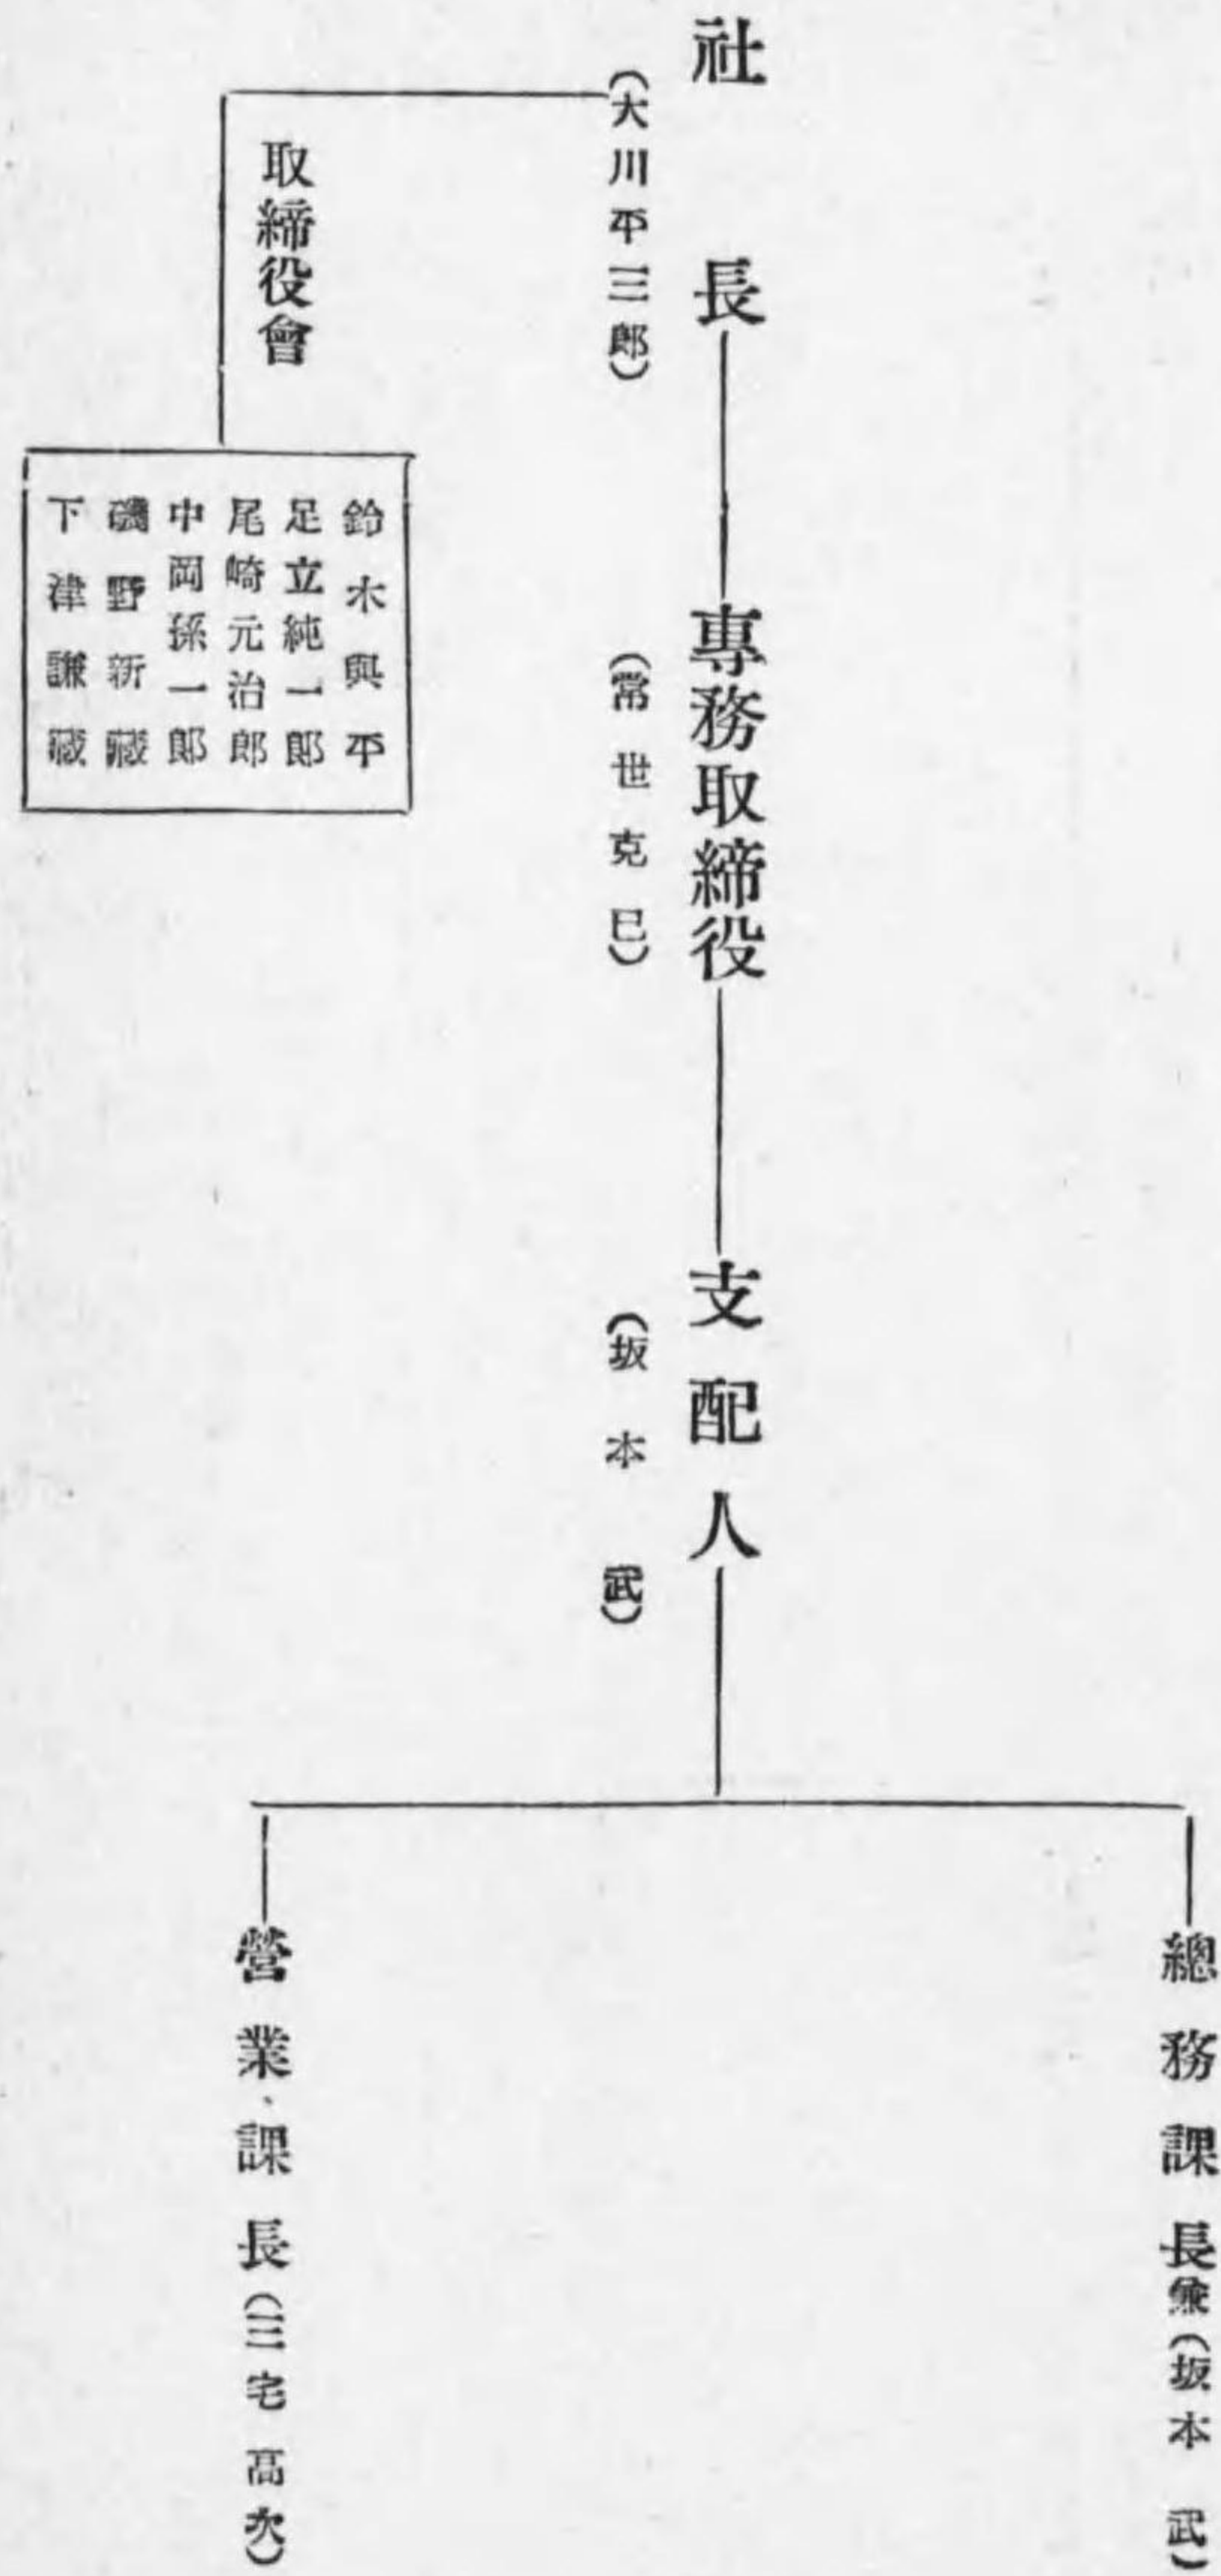 社長
(大川平三郎)
專務取締役
(常世克巳)
支配人
(坂本武)
總務課長兼(坂本武)
營業課長(三宅高次)
取締役會
鈴木與平
足立純一郎
尾崎元治郎
中岡孫一郎
磯野新藏
下津謙藏